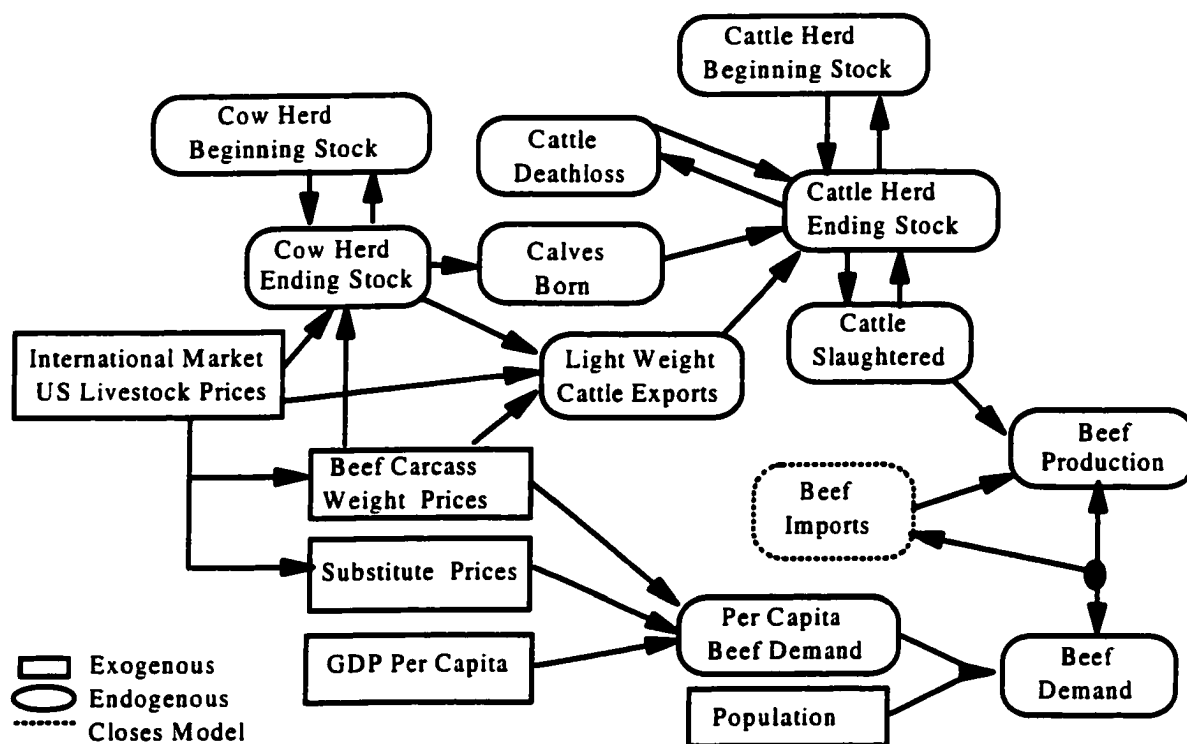 Cattle Herd
Beginning Stock
Cow Herd
Beginning Stock
Cattle
Deathloss
Cattle Herd
Ending Stock
Cow Herd
Ending Stock
Calves
Born
International Market
US Livestock Prices
Light Weight
Cattle Exports
Cattle
Slaughtered
Beef Carcass
Weight Prices
Beef
Production
Beef
Imports
Substitute Prices
Per Capita
Beef Demand
GDP Per Capita
Beef
Demand
Population
Exogenous
Endogenous
Closes Model